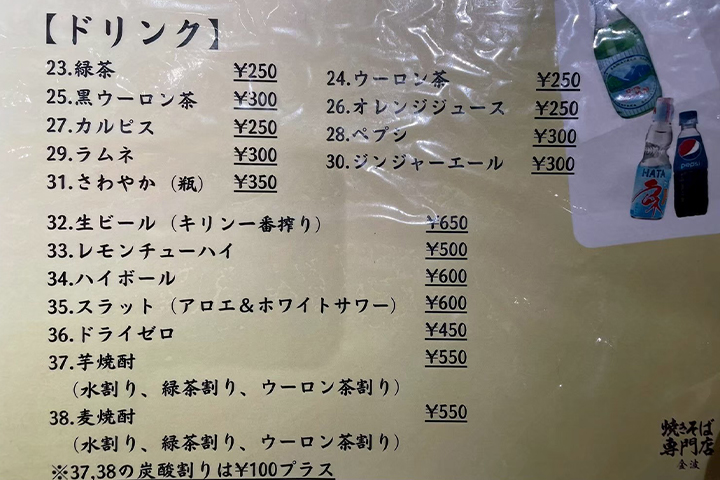 【ドリンク】
23.緑茶 ¥250
24.ウーロン茶 ¥250
25.黒ウーロン茶 ¥300
26.オレンジジュース ¥250
27.カルピス ¥250
28.ペプシ ¥300
29.ラムネ ¥300
30.ジンジャーエール ¥300
31.さわやか（瓶） ¥350
32.生ビール（キリン一番搾り） ¥650
33.レモンチューハイ ¥500
34.ハイボール ¥600
35.スラット（アロエ＆ホワイトサワー） ¥600
36.ドライゼロ ¥450
37.芋焼酎 ¥550
（水割り、緑茶割り、ウーロン茶割り）
38.麦焼酎 ¥550
（水割り、緑茶割り、ウーロン茶割り）
※37,38の炭酸割りは¥100プラス
HATA
pepsi
焼きそば
専門店
金波